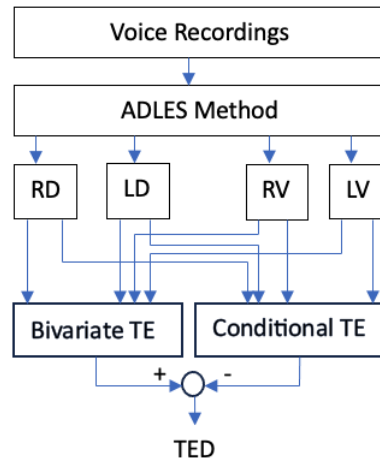 Voice Recordings
ADLES Method
RD LD RV LV
Bivariate TE Conditional TE
+ -
TED